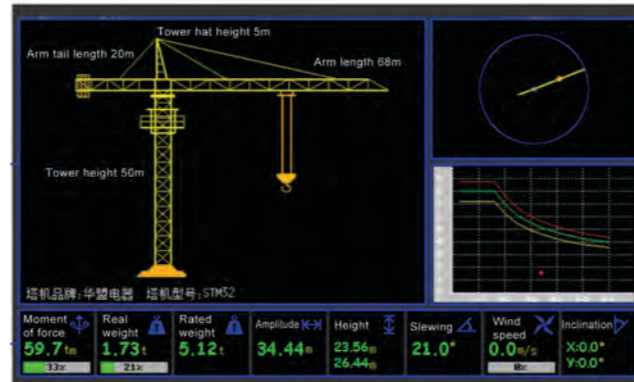 Tower hat height 5m
Arm tail length 20m
Arm length 68m
Tower height 50m
塔机品牌:华盟电器 塔机型号:STM32
Moment of force
59.7tm
33%
Real weight
1.73t
21%
Rated weight
5.12t
Amplitude
34.44m
Height
23.56m
26.44m
Slewing
21.0°
Wind speed
0.0m/s
0%
Inclination
X:0.0°
Y:0.0°